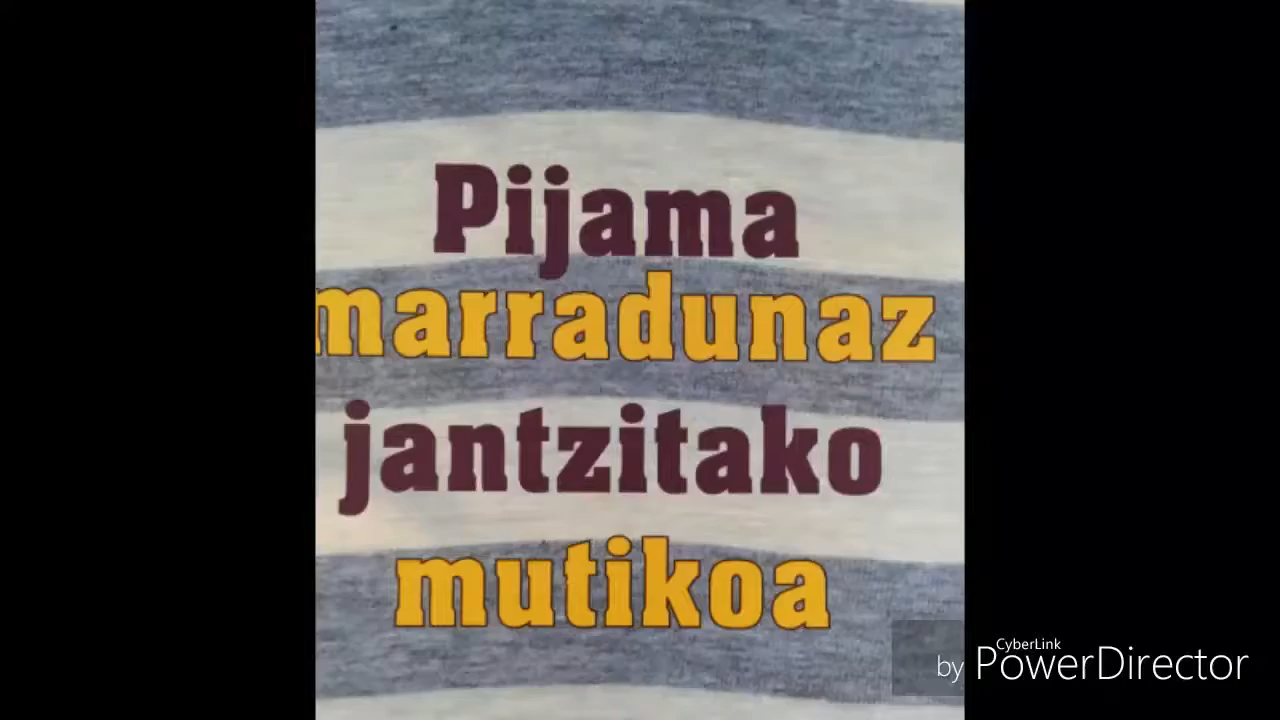 Pijama
marradunaz
jantzitako
mutikoa
CyberLink
by PowerDirector